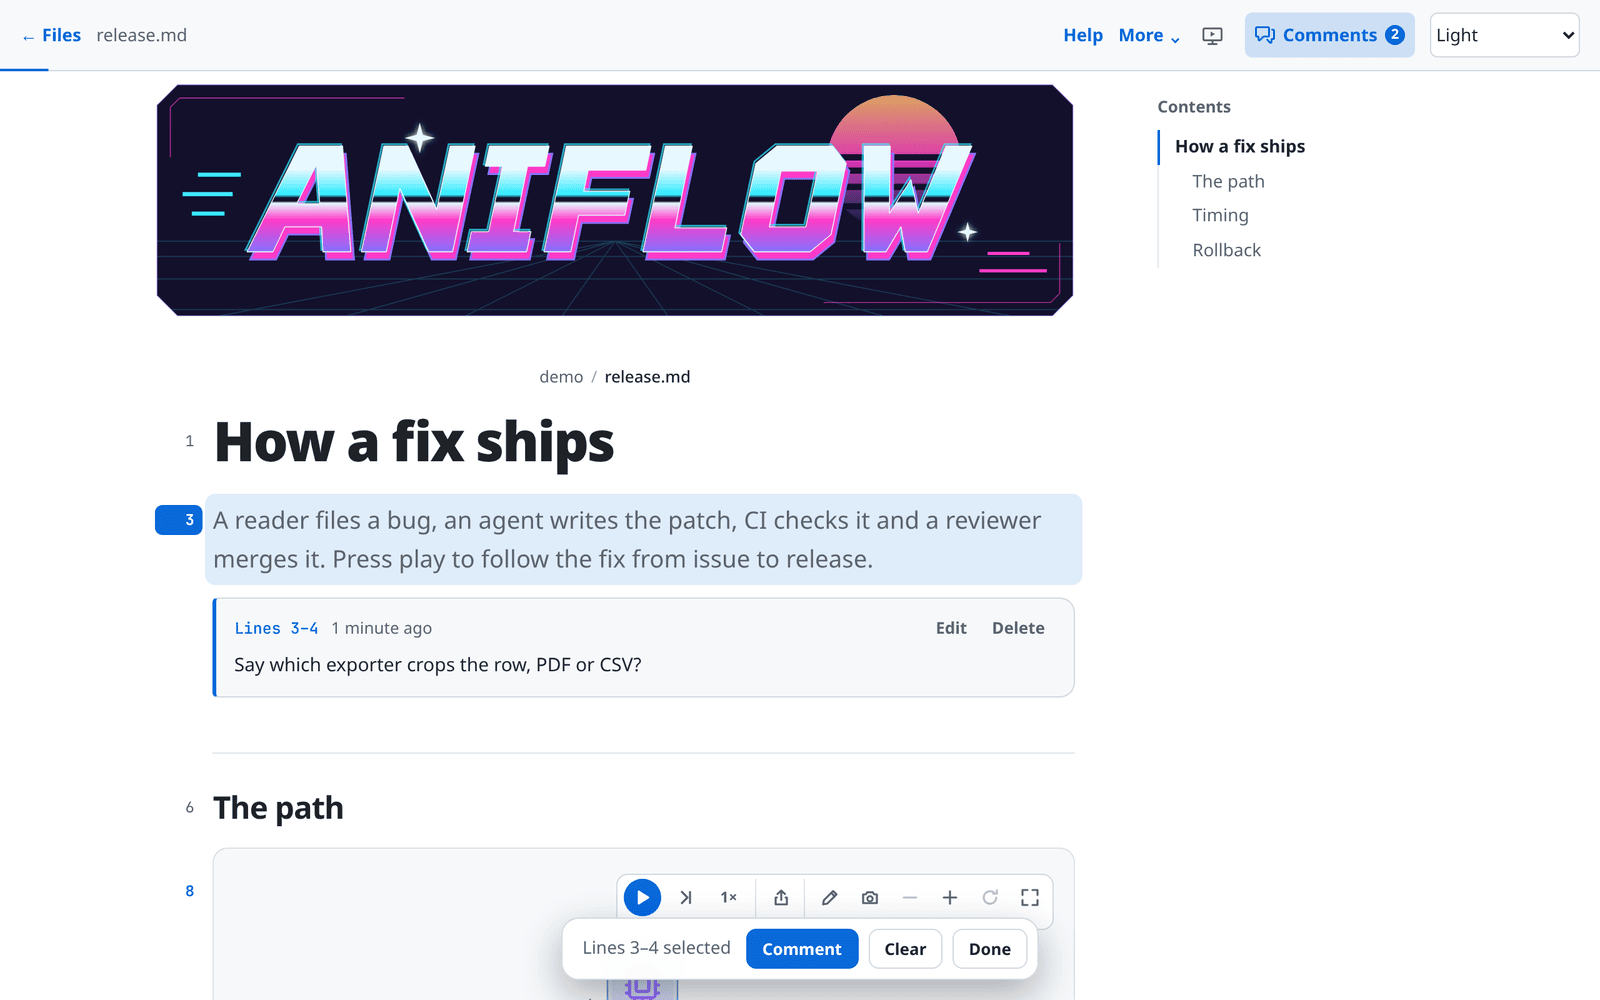 ← Files release.md
Help More Comments 2 Light
ANIFLOW
Contents
How a fix ships
The path
Timing
Rollback
demo / release.md
1 How a fix ships
3 A reader files a bug, an agent writes the patch, CI checks it and a reviewer
merges it. Press play to follow the fix from issue to release.
Lines 3–4 1 minute ago Edit Delete
Say which exporter crops the row, PDF or CSV?
6 The path
8
1×
Lines 3–4 selected Comment Clear Done